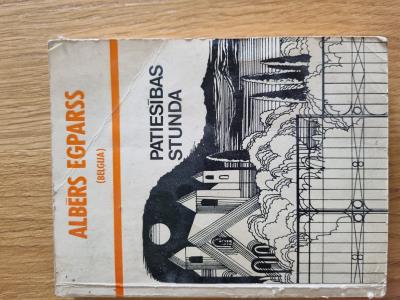 ALBĒRS EGPARSS
(BEĻĢIJA)
PATIESĪBAS
STUNDA